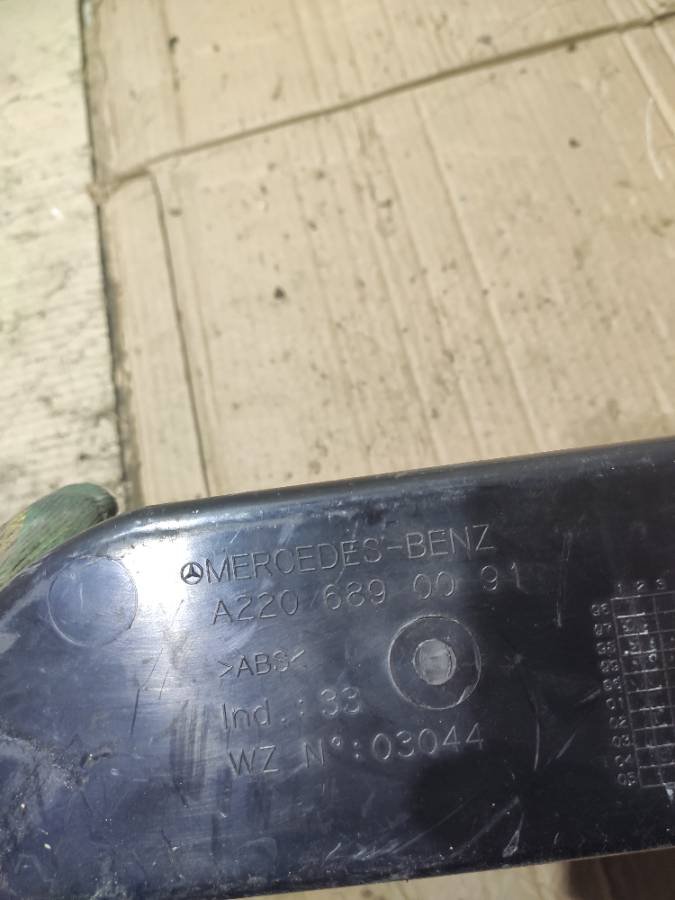 MERCEDES-BENZ
A220 689 00 91
>ABS<
Ind.: 33
WZ N°: 03044